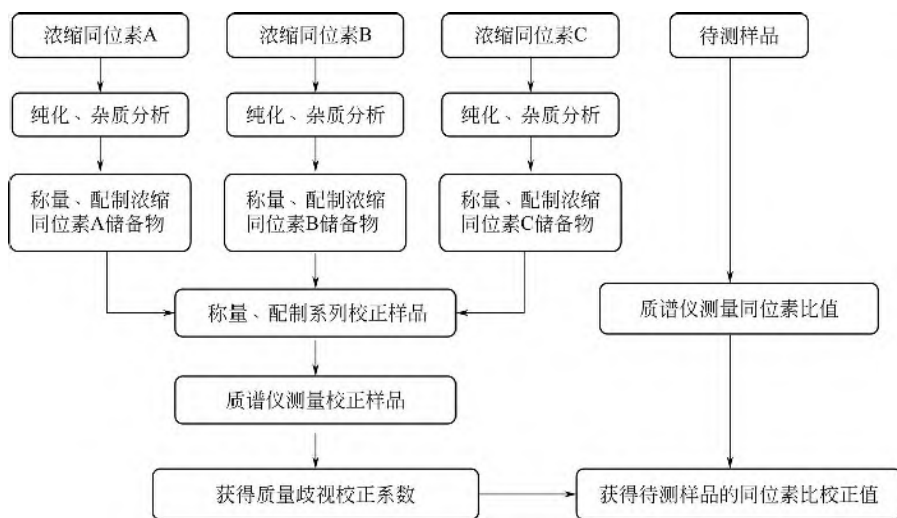 浓缩同位素A
浓缩同位素B
浓缩同位素C
待测样品
纯化、杂质分析
纯化、杂质分析
纯化、杂质分析
称量、配制浓缩
同位素A储备物
称量、配制浓缩
同位素B储备物
称量、配制浓缩
同位素C储备物
称量、配制系列校正样品
质谱仪测量同位素比值
质谱仪测量校正样品
获得质量歧视校正系数
获得待测样品的同位素比校正值